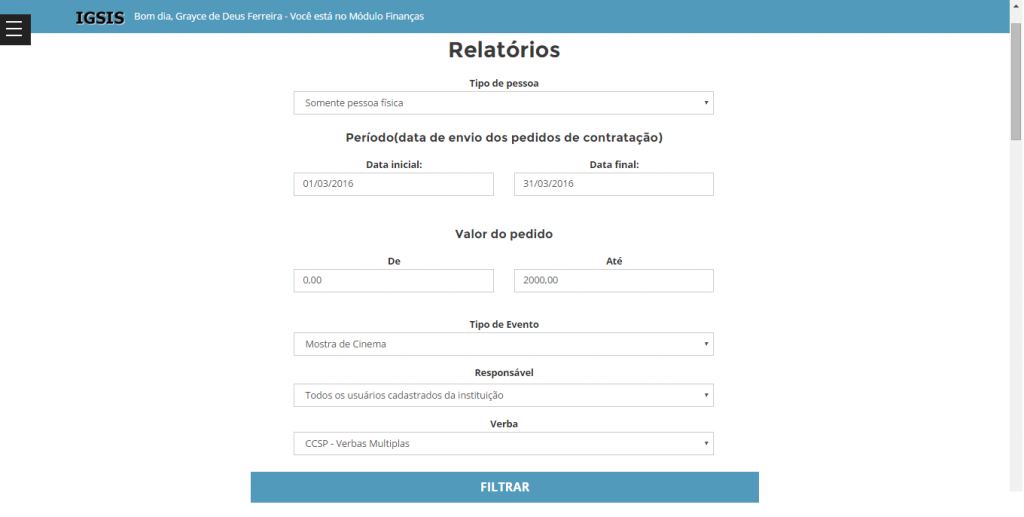 IGSIS Bom dia, Grayce de Deus Ferreira - Você está no Módulo Finanças
Relatórios
Tipo de pessoa
Somente pessoa física
Período(data de envio dos pedidos de contratação)
Data inicial: Data final:
01/03/2016 31/03/2016
Valor do pedido
De Até
0,00 2000,00
Tipo de Evento
Mostra de Cinema
Responsável
Todos os usuários cadastrados da instituição
Verba
CCSP - Verbas Multiplas
FILTRAR